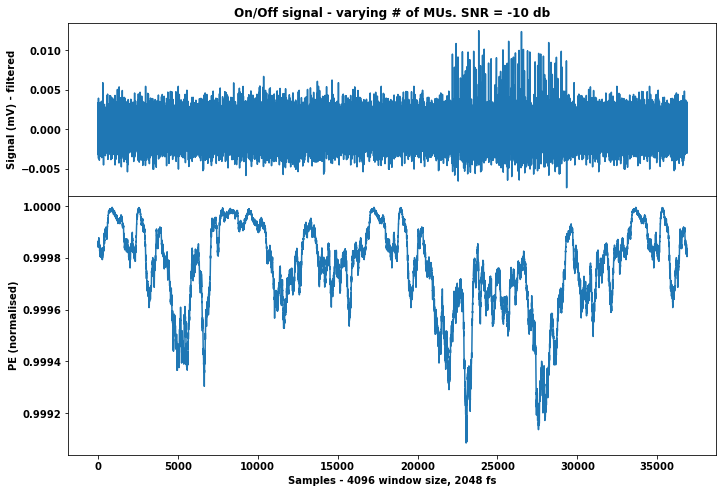 On/Off signal - varying # of MUs. SNR = -10 db
Signal (mV) - filtered
0.010
0.005
0.000
−0.005
PE (normalised)
1.0000
0.9998
0.9996
0.9994
0.9992
0 5000 10000 15000 20000 25000 30000 35000
Samples - 4096 window size, 2048 fs